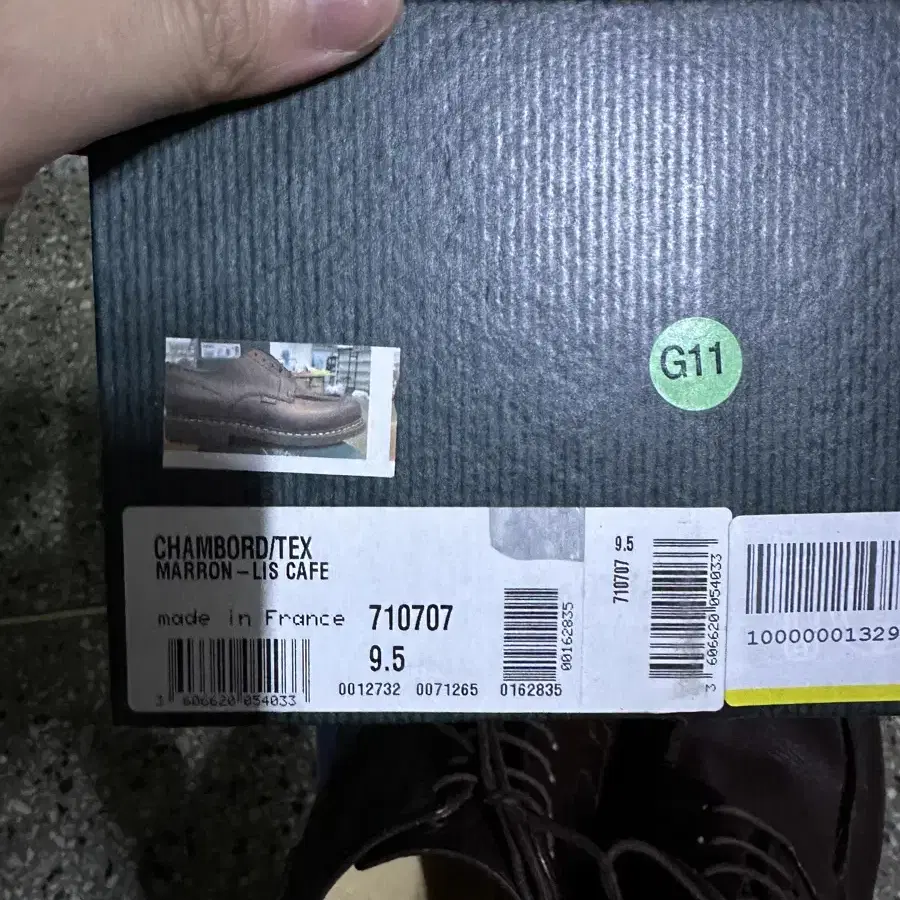 G11
CHAMBORD/TEX
MARRON-LIS CAFE
made in France 710707
9.5
3 606620 054033
0012732 0071265 0162835
00162835
9.5
710707
3 606620 054033
10000001329